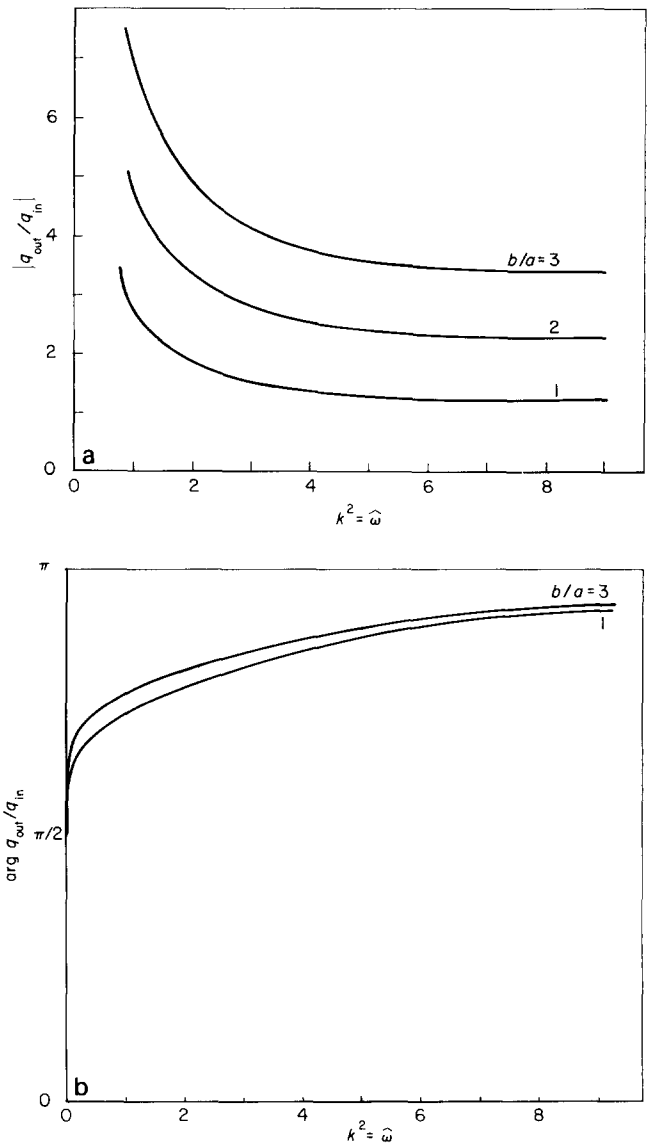 6
4
2
0
|q_out/q_in|
b/a = 3
2
1
a
0 2 4 6 8
k² = ω̂
π
π/2
0
arg q_out/q_in
b/a = 3
1
b
0 2 4 6 8
k² = ω̂